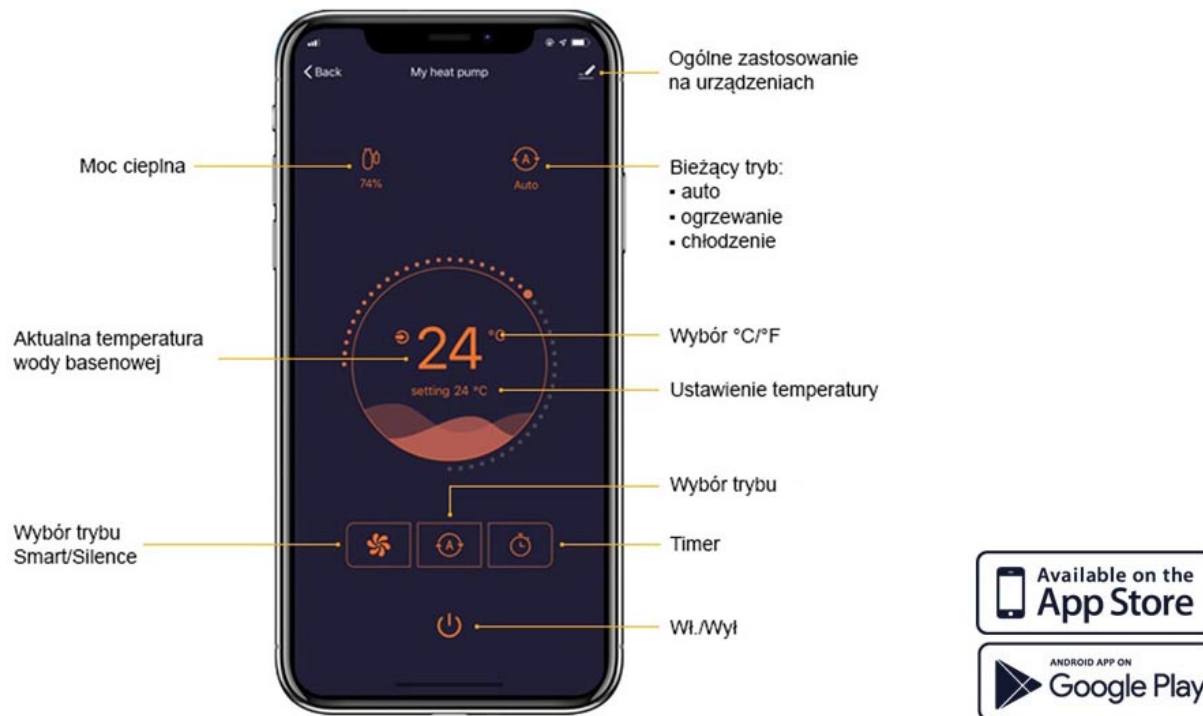 Back
My heat pump
Ogólne zastosowanie
na urządzeniach
Moc cieplna
74%
A
Auto
Bieżący tryb:
▪ auto
▪ ogrzewanie
▪ chłodzenie
Aktualna temperatura
wody basenowej
24 °C
setting 24 °C
Wybór °C/°F
Ustawienie temperatury
Wybór trybu
Wybór trybu
Smart/Silence
A
Timer
Wł./Wył
Available on the
App Store
ANDROID APP ON
Google Play